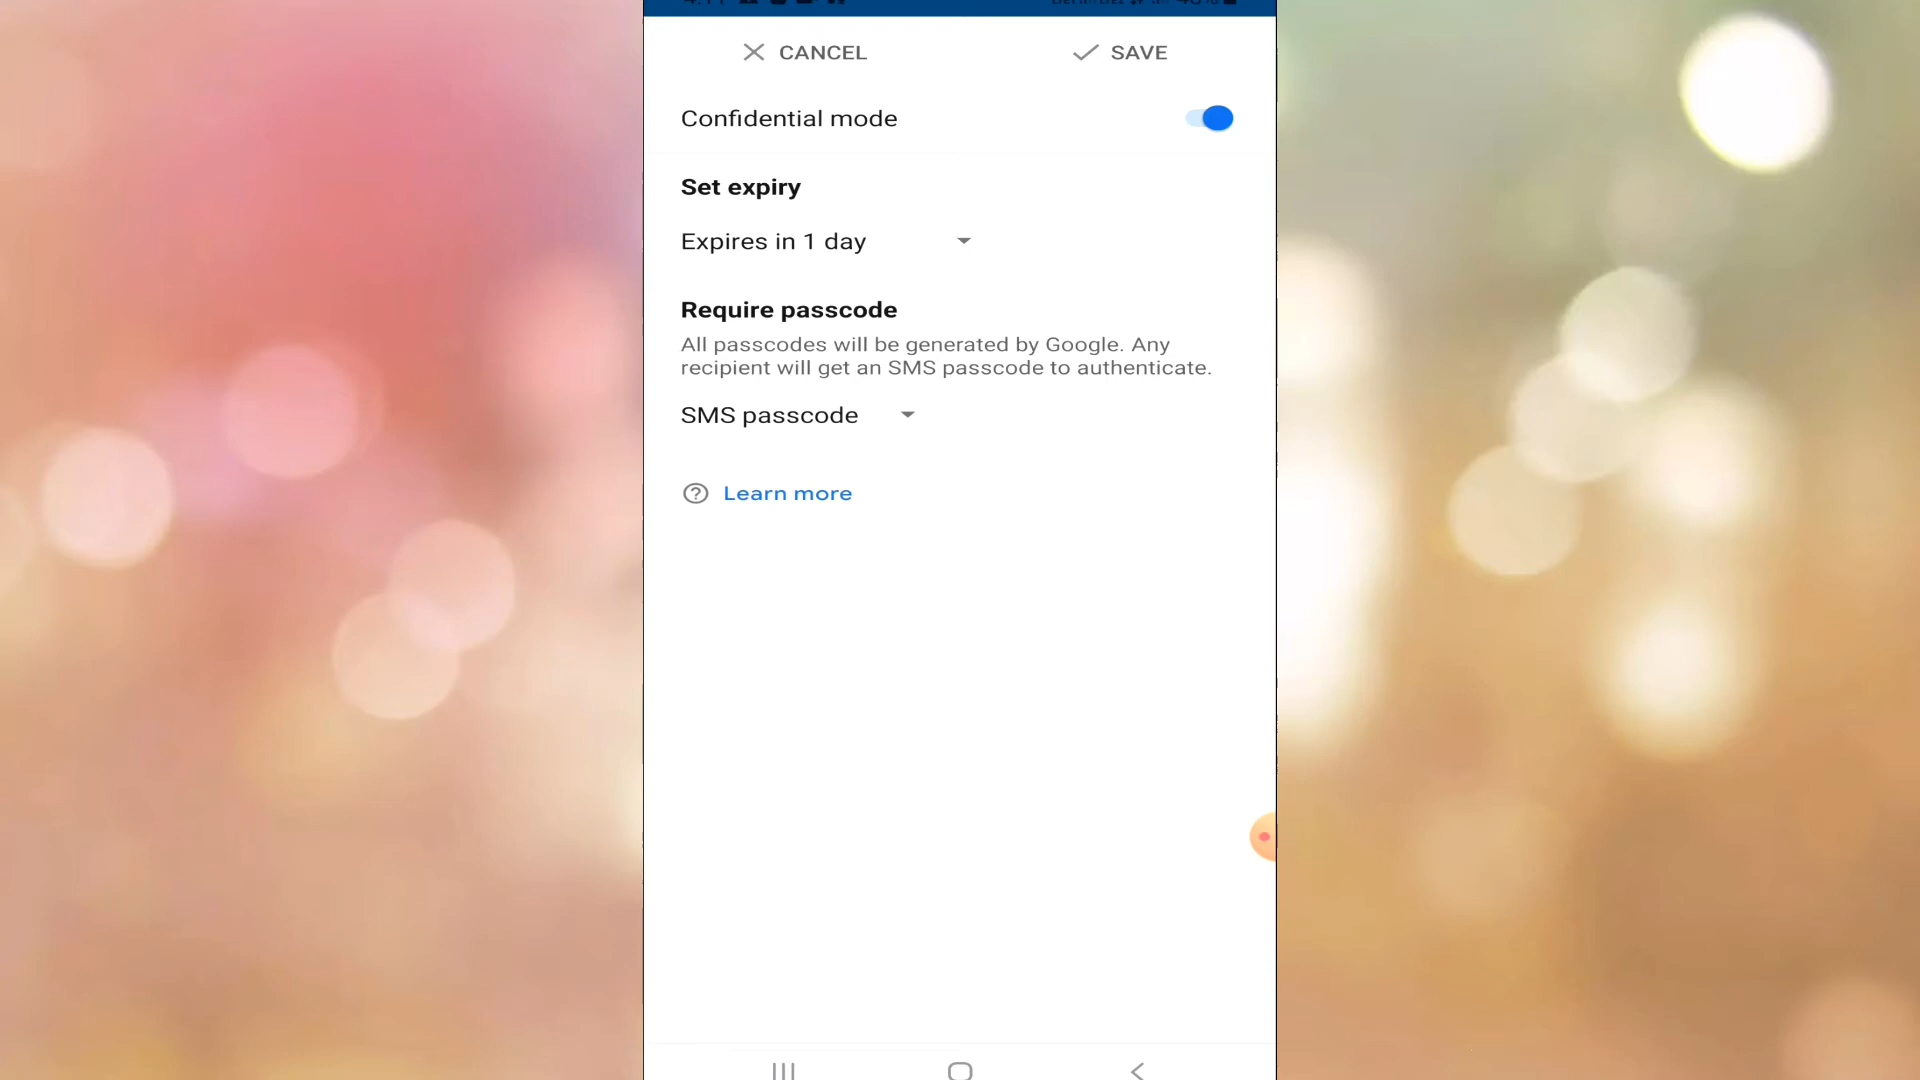 CANCEL
SAVE
Confidential mode
Set expiry
Expires in 1 day
Require passcode
All passcodes will be generated by Google. Any
recipient will get an SMS passcode to authenticate.
SMS passcode
Learn more